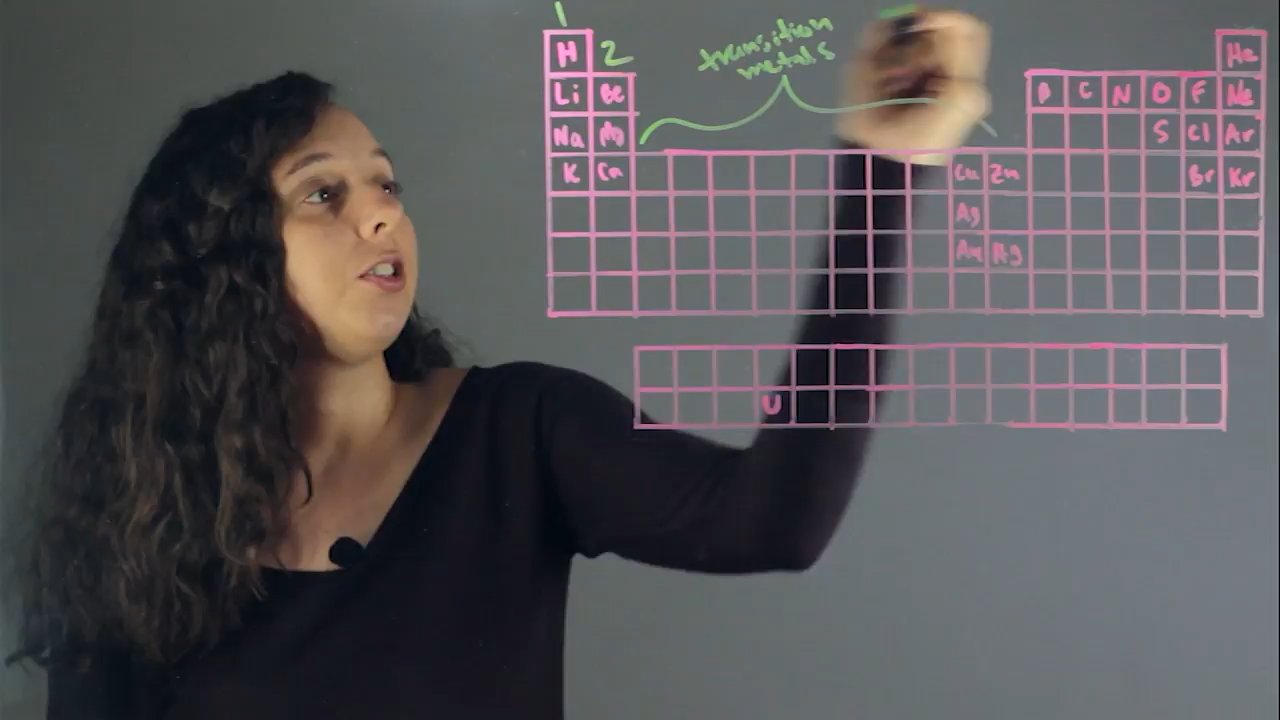 1
2
transition
metals
H He
Li Be B C N O F Ne
Na Mg S Cl Ar
K Ca Cu Zn Br Kr
Ag
Au Hg
U